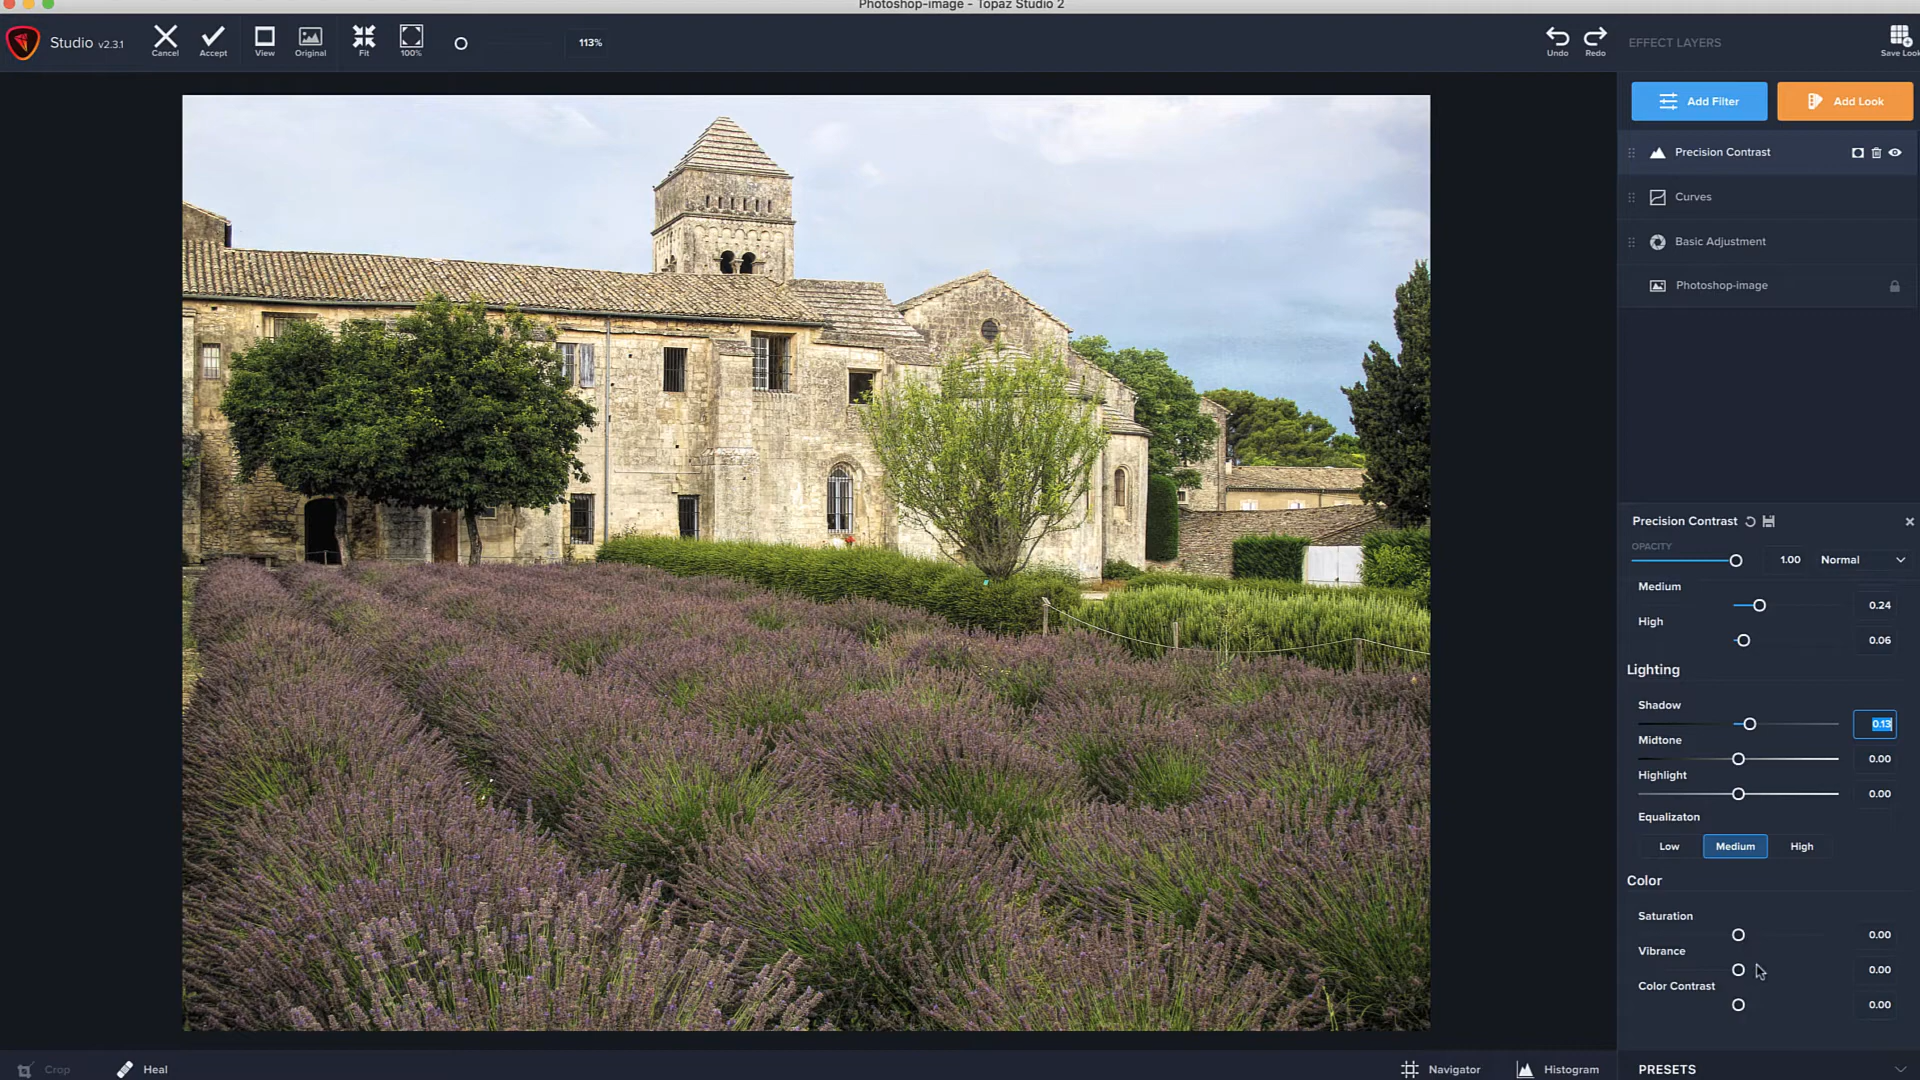 Photoshop-image - Topaz Studio 2
Studio v2.3.1
Cancel
Accept
View
Original
Fit
100%
113%
Undo
Redo
EFFECT LAYERS
Save Look
Add Filter
Add Look
Precision Contrast
Curves
Basic Adjustment
Photoshop-image
Precision Contrast
OPACITY
1.00
Normal
Medium
0.24
High
0.06
Lighting
Shadow
0.13
Midtone
0.00
Highlight
0.00
Equalizaton
Low
Medium
High
Color
Saturation
0.00
Vibrance
0.00
Color Contrast
0.00
Crop
Heal
Navigator
Histogram
PRESETS